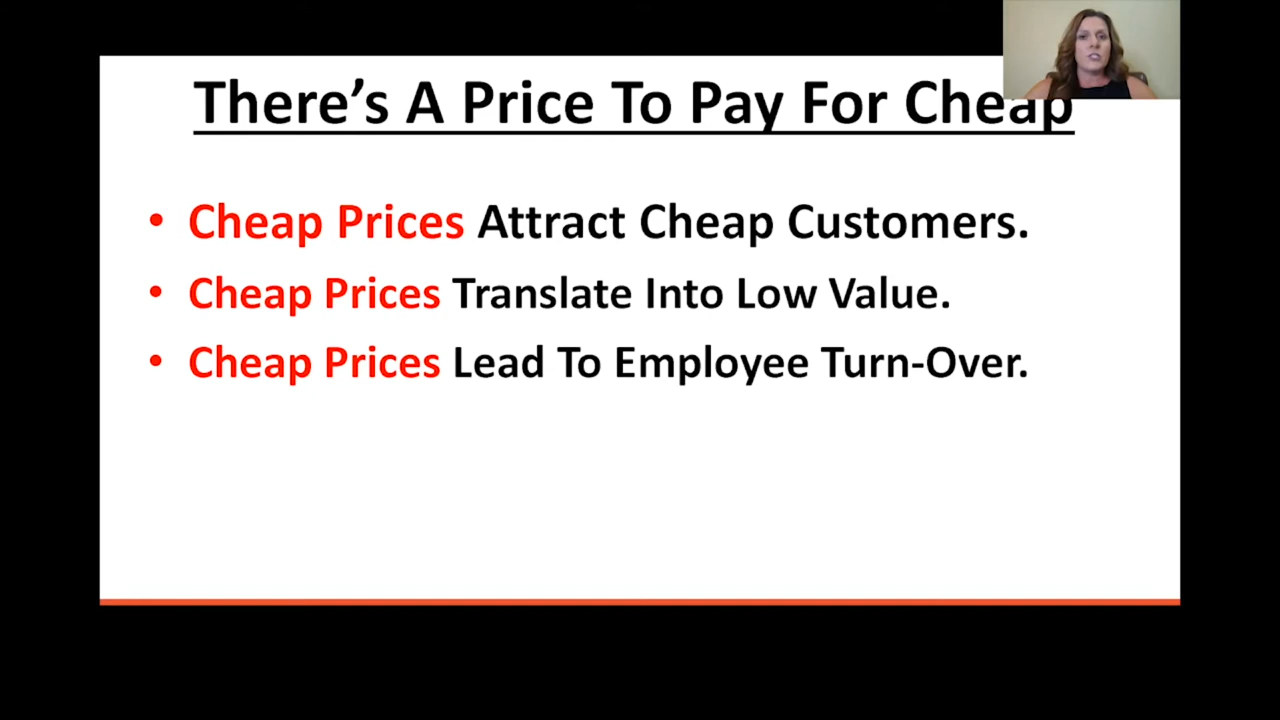 There's A Price To Pay For Cheap
• Cheap Prices Attract Cheap Customers.
• Cheap Prices Translate Into Low Value.
• Cheap Prices Lead To Employee Turn-Over.